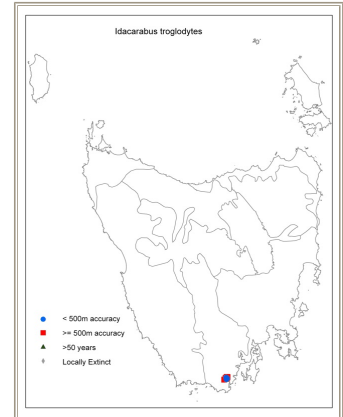 Idacarabus troglodytes
< 500m accuracy
>= 500m accuracy
>50 years
Locally Extinct